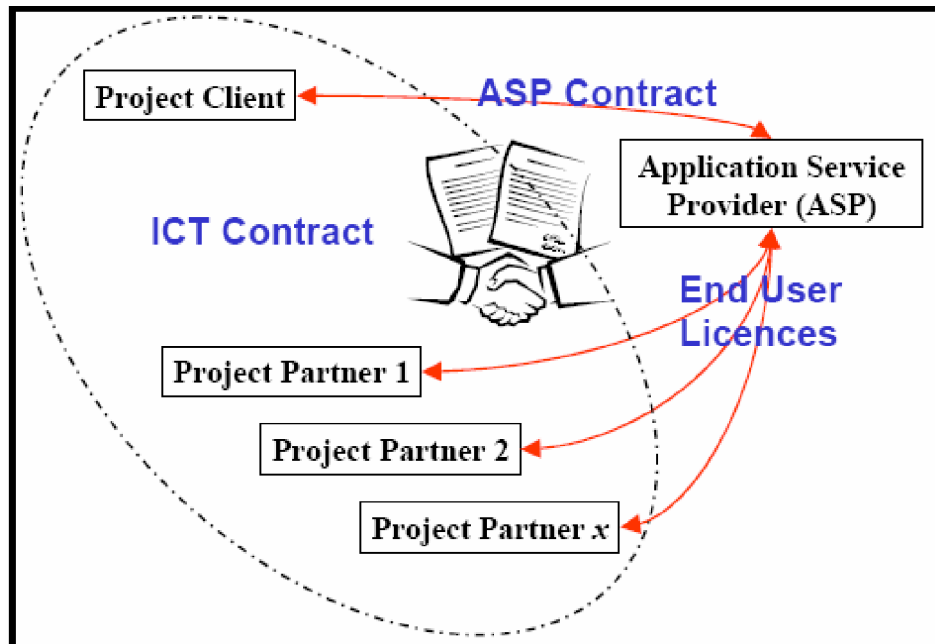 Project Client
ASP Contract
Application Service
Provider (ASP)
ICT Contract
End User
Licences
Project Partner 1
Project Partner 2
Project Partner x